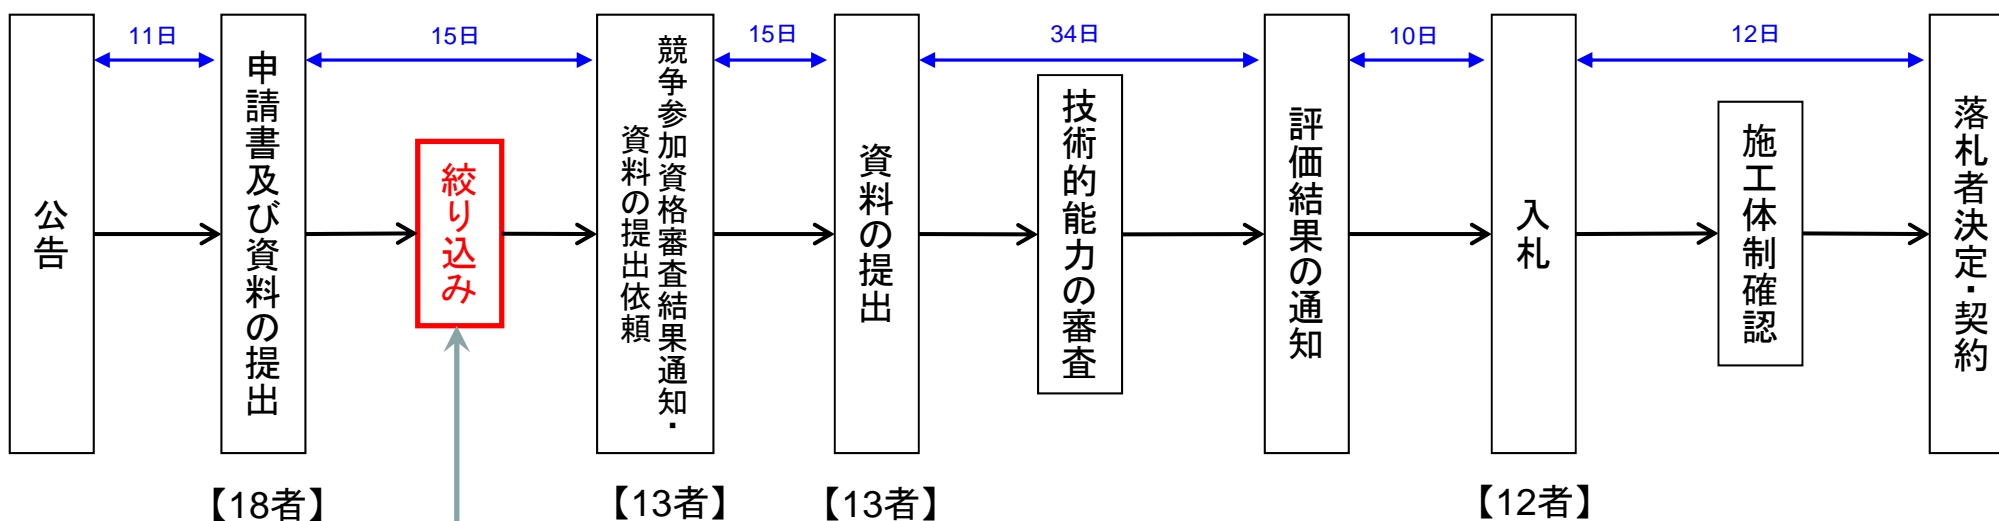 11日
15日
15日
34日
10日
12日
公告
申請書及び資料の提出
絞り込み
競争参加資格審査結果通知・
資料の提出依頼
資料の提出
技術的能力の審査
評価結果の通知
入札
施工体制確認
落札者決定・契約
【18者】
【13者】
【13者】
【12者】